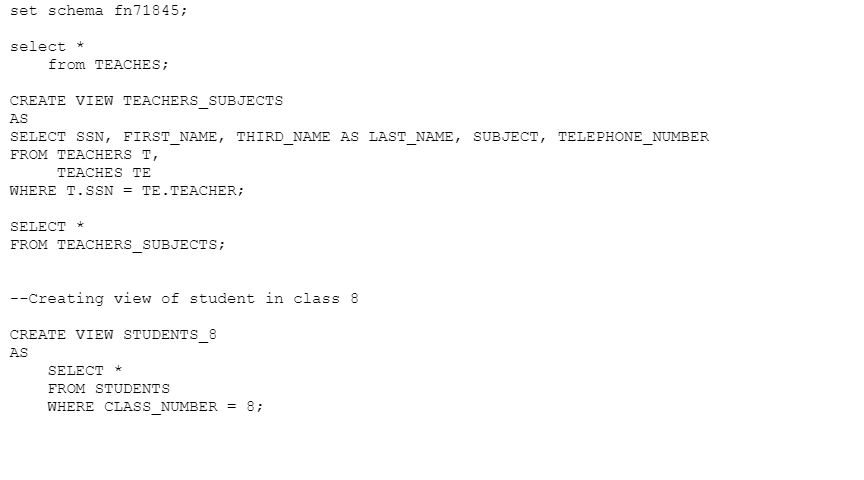 set schema fn71845;
select *
from TEACHES;
CREATE VIEW TEACHERS_SUBJECTS
AS
SELECT SSN, FIRST_NAME, THIRD_NAME AS LAST_NAME, SUBJECT, TELEPHONE_NUMBER
FROM TEACHERS T,
TEACHES TE
WHERE T.SSN = TE.TEACHER;
SELECT *
FROM TEACHERS_SUBJECTS;
--Creating view of student in class 8
CREATE VIEW STUDENTS_8
AS
SELECT *
FROM STUDENTS
WHERE CLASS_NUMBER = 8;